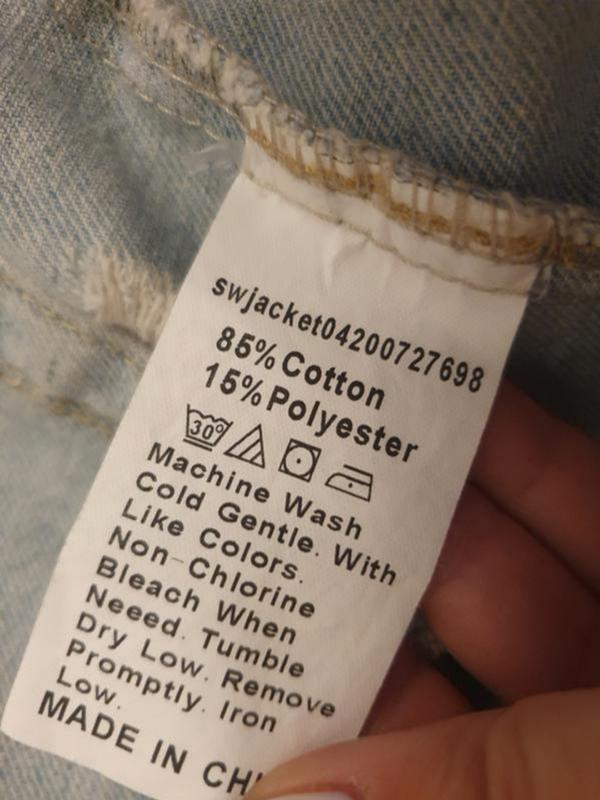 swjacket04200727698
85% Cotton
15% Polyester
30°
Machine Wash
Cold Gentle. With
Like Colors.
Non-Chlorine
Bleach When
Neeed. Tumble
Dry Low. Remove
Promptly. Iron
Low.
MADE IN CHI